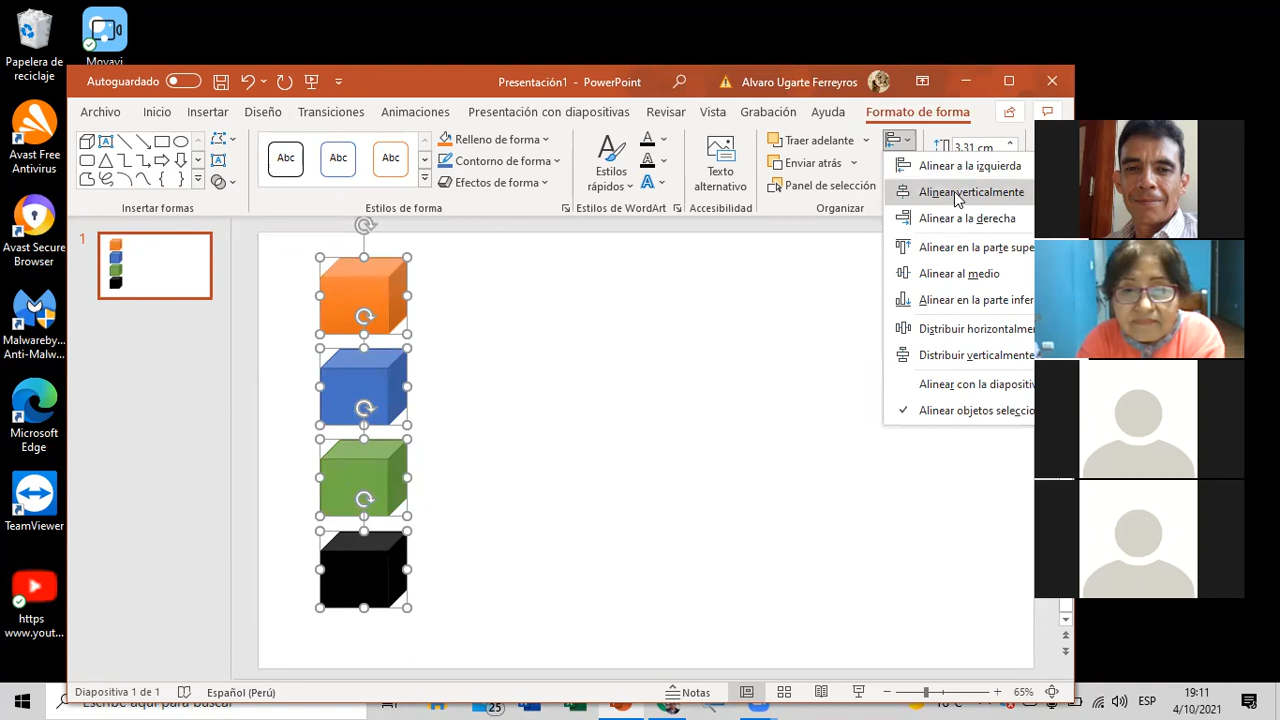 Papelera de
reciclaje
Movavi
Avast Free
Antivirus
Avast Secure
Browser
Malwareby...
Anti-Malw...
Microsoft
Edge
TeamViewer
https
www.yout...
Autoguardado
Presentación1 - PowerPoint
Alvaro Ugarte Ferreyros
Archivo
Inicio
Insertar
Diseño
Transiciones
Animaciones
Presentación con diapositivas
Revisar
Vista
Grabación
Ayuda
Formato de forma
Insertar formas
Abc
Abc
Abc
Relleno de forma
Contorno de forma
Efectos de forma
Estilos de forma
Estilos
rápidos
Estilos de WordArt
Texto
alternativo
Accesibilidad
Traer adelante
Enviar atrás
Panel de selección
Organizar
3.31 cm
Alinear a la izquierda
Alinear verticalmente
Alinear a la derecha
Alinear en la parte supe
Alinear al medio
Alinear en la parte infer
Distribuir horizontalme
Distribuir verticalmente
Alinear con la diapositi
Alinear objetos seleccio
1
Diapositiva 1 de 1
Español (Perú)
Notas
65%
Escribe aquí para buscar
25
ESP
19:11
4/10/2021